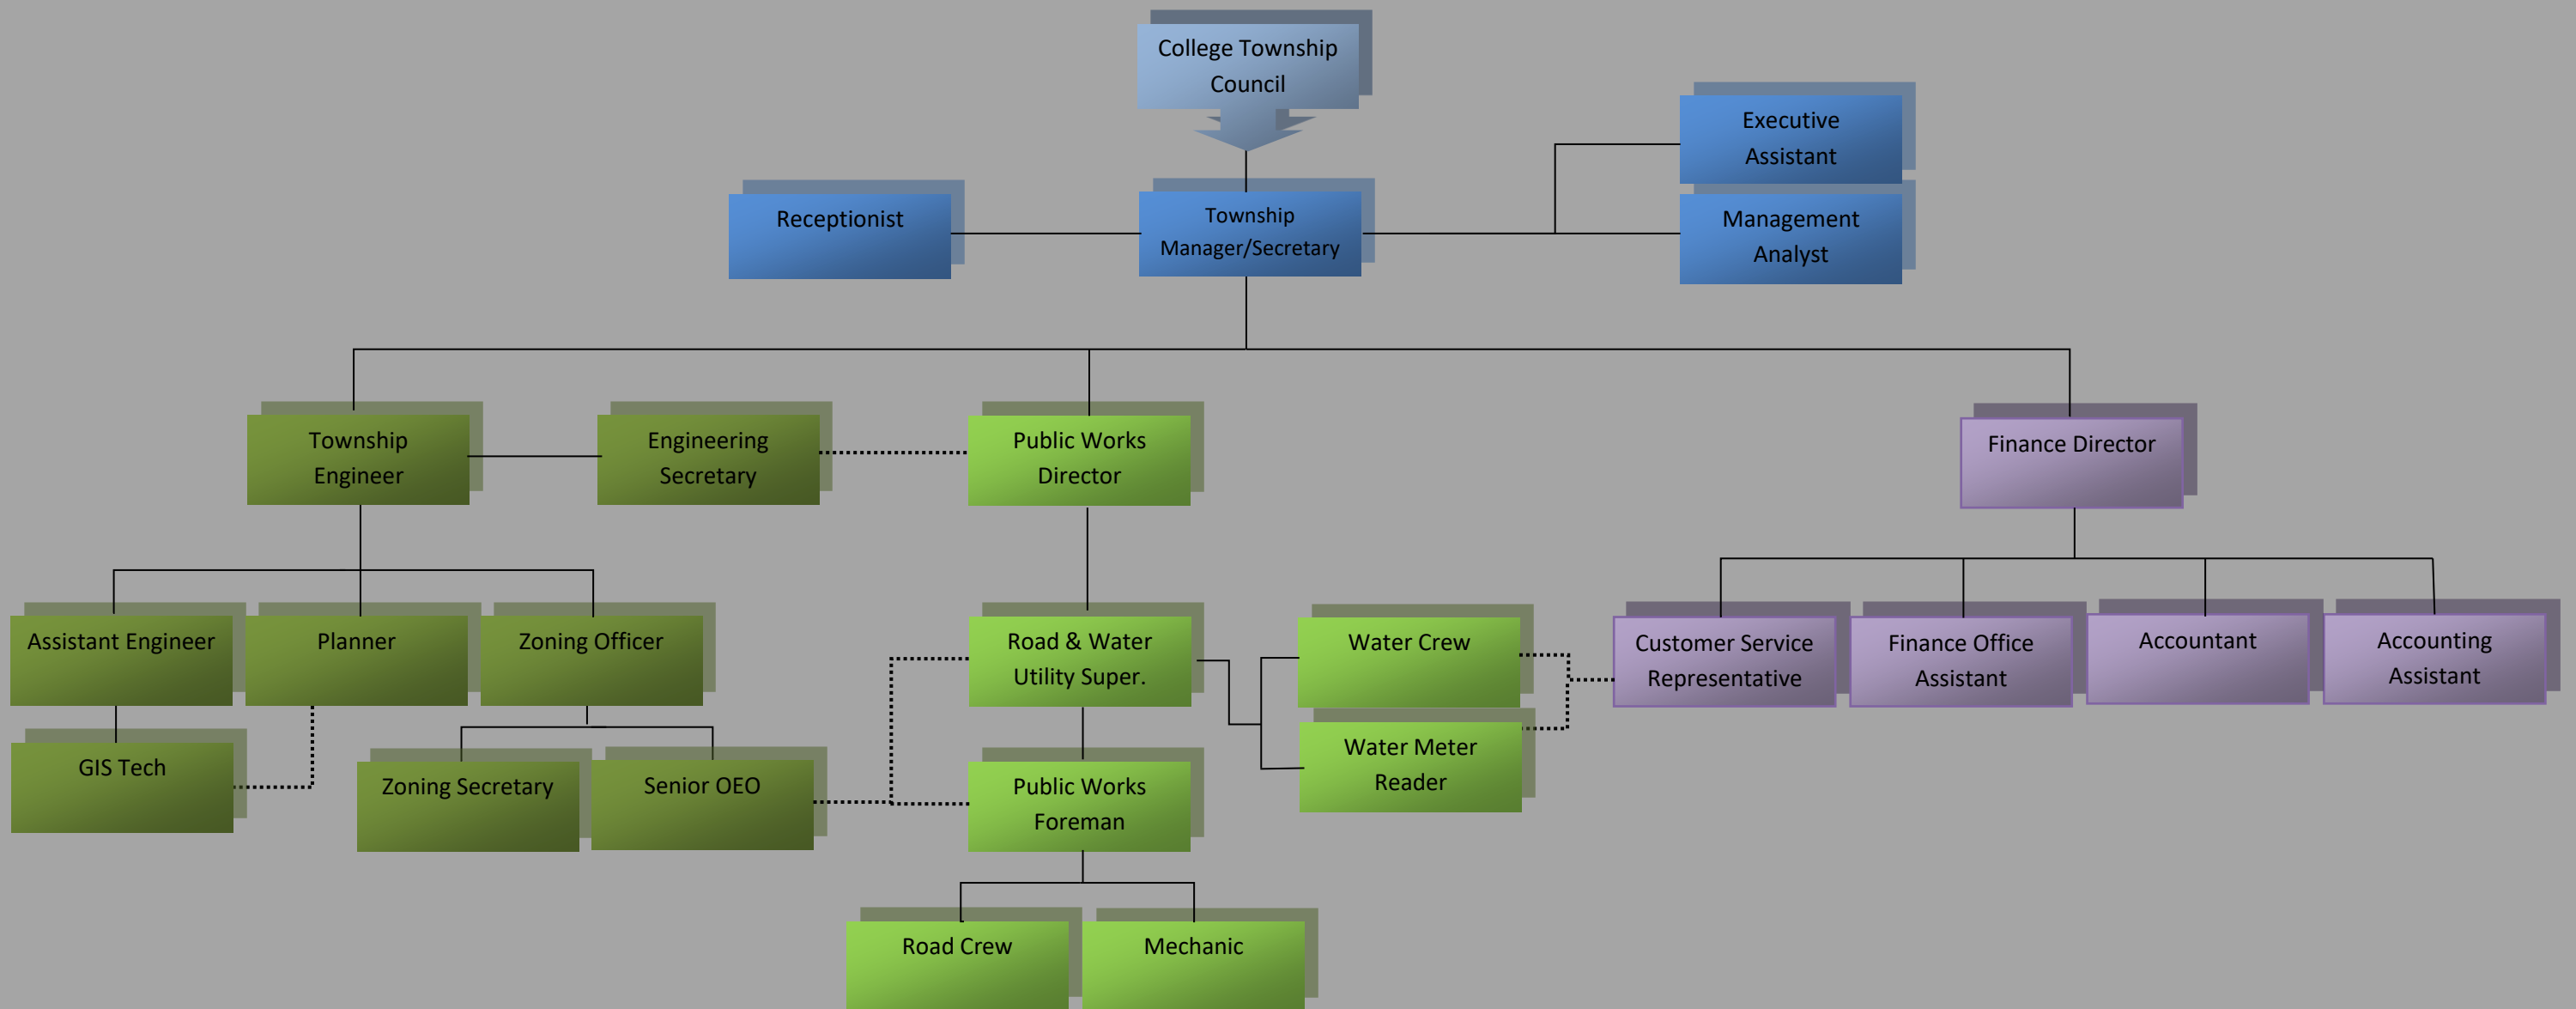 College Township
Council
Executive
Assistant
Receptionist
Township
Manager/Secretary
Management
Analyst
Township
Engineer
Engineering
Secretary
Public Works
Director
Finance Director
Assistant Engineer
Planner
Zoning Officer
Road & Water
Utility Super.
Water Crew
Customer Service
Representative
Finance Office
Assistant
Accountant
Accounting
Assistant
GIS Tech
Zoning Secretary
Senior OEO
Public Works
Foreman
Water Meter
Reader
Road Crew
Mechanic